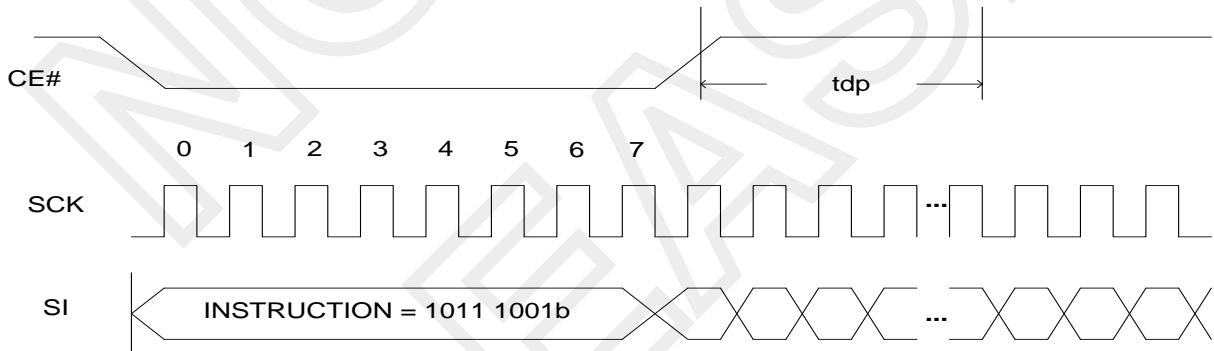 CE#
tdp
0 1 2 3 4 5 6 7
SCK
...
SI
INSTRUCTION = 1011 1001b
...